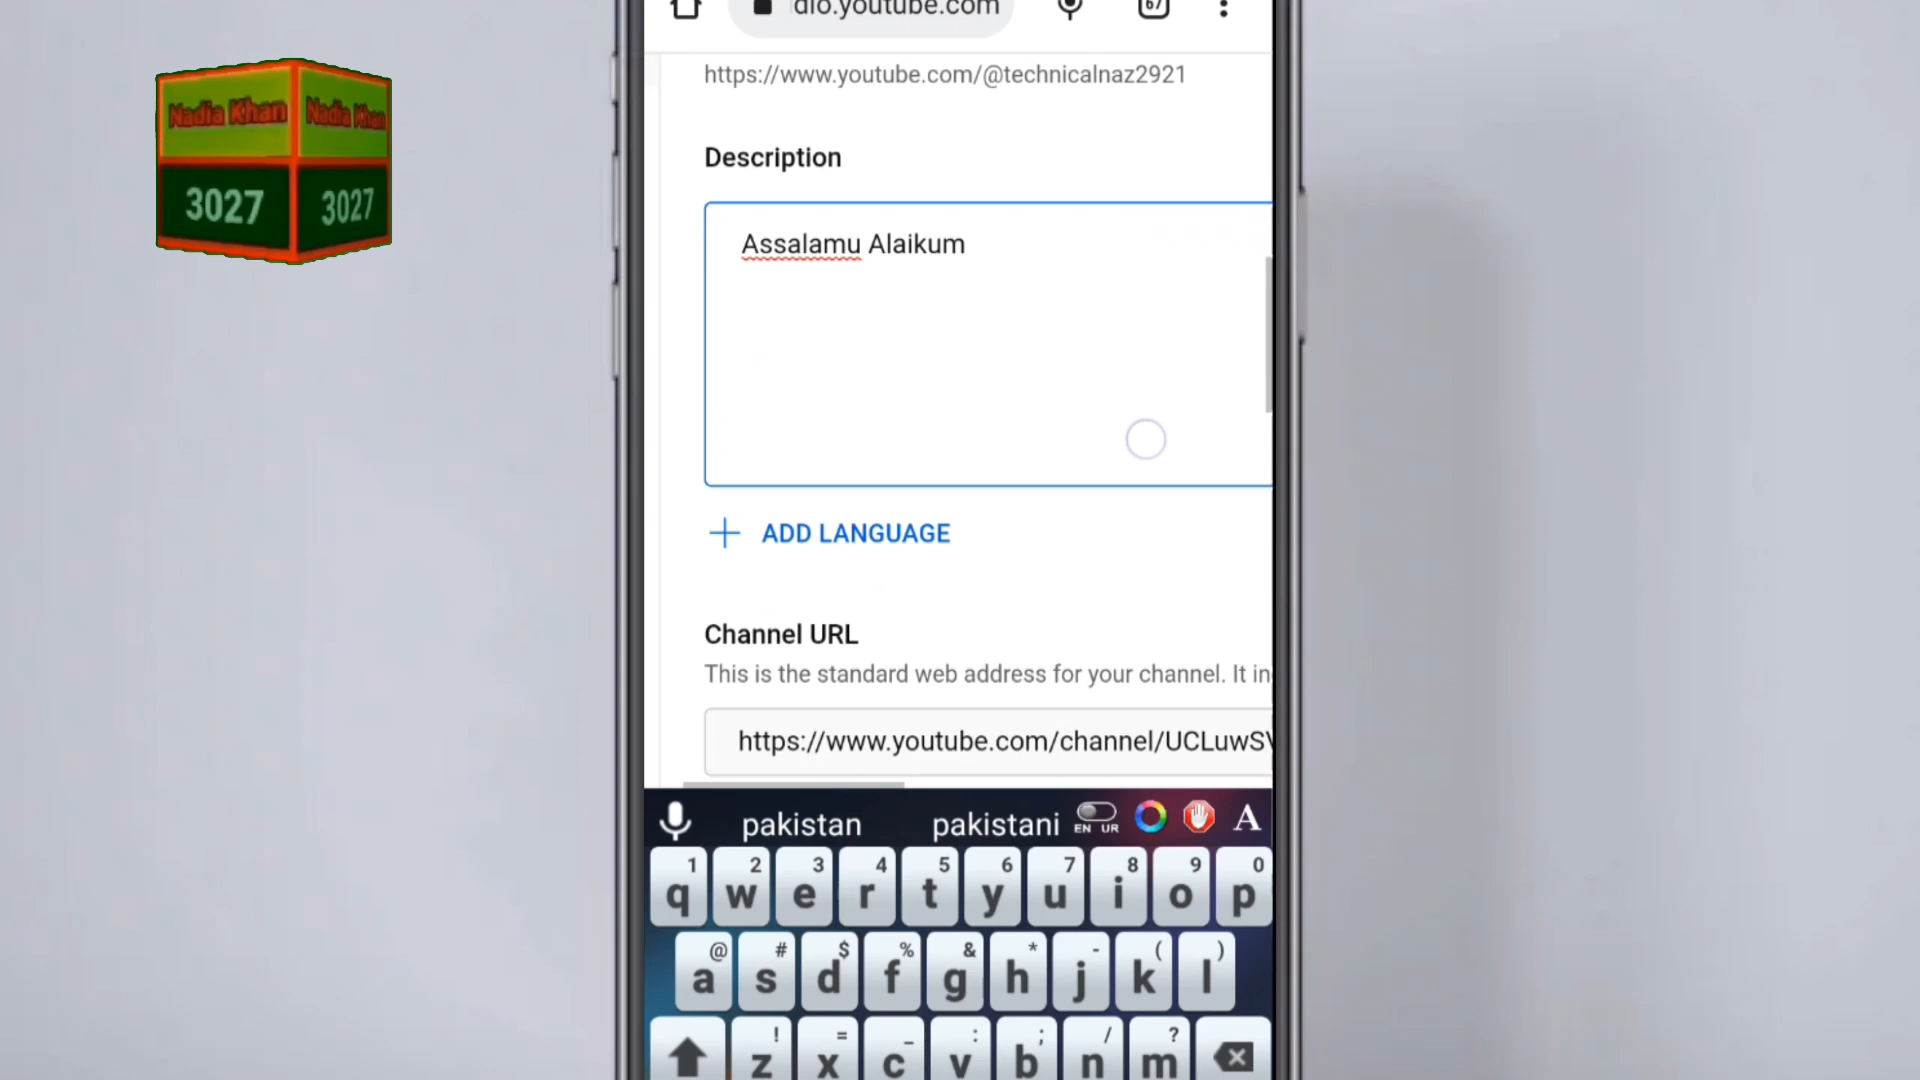 dio.youtube.com
67
https://www.youtube.com/@technicalnaz2921
Nadia Khan Nadia Khan
3027 3027
Description
Assalamu Alaikum
ADD LANGUAGE
Channel URL
This is the standard web address for your channel. It in
https://www.youtube.com/channel/UCLuwSV
pakistan pakistani EN UR A
1 2 3 4 5 6 7 8 9 0
q w e r t y u i o p
@ # $ % & * - ( )
a s d f g h j k l
! = _ : ; / ?
z x c v b n m